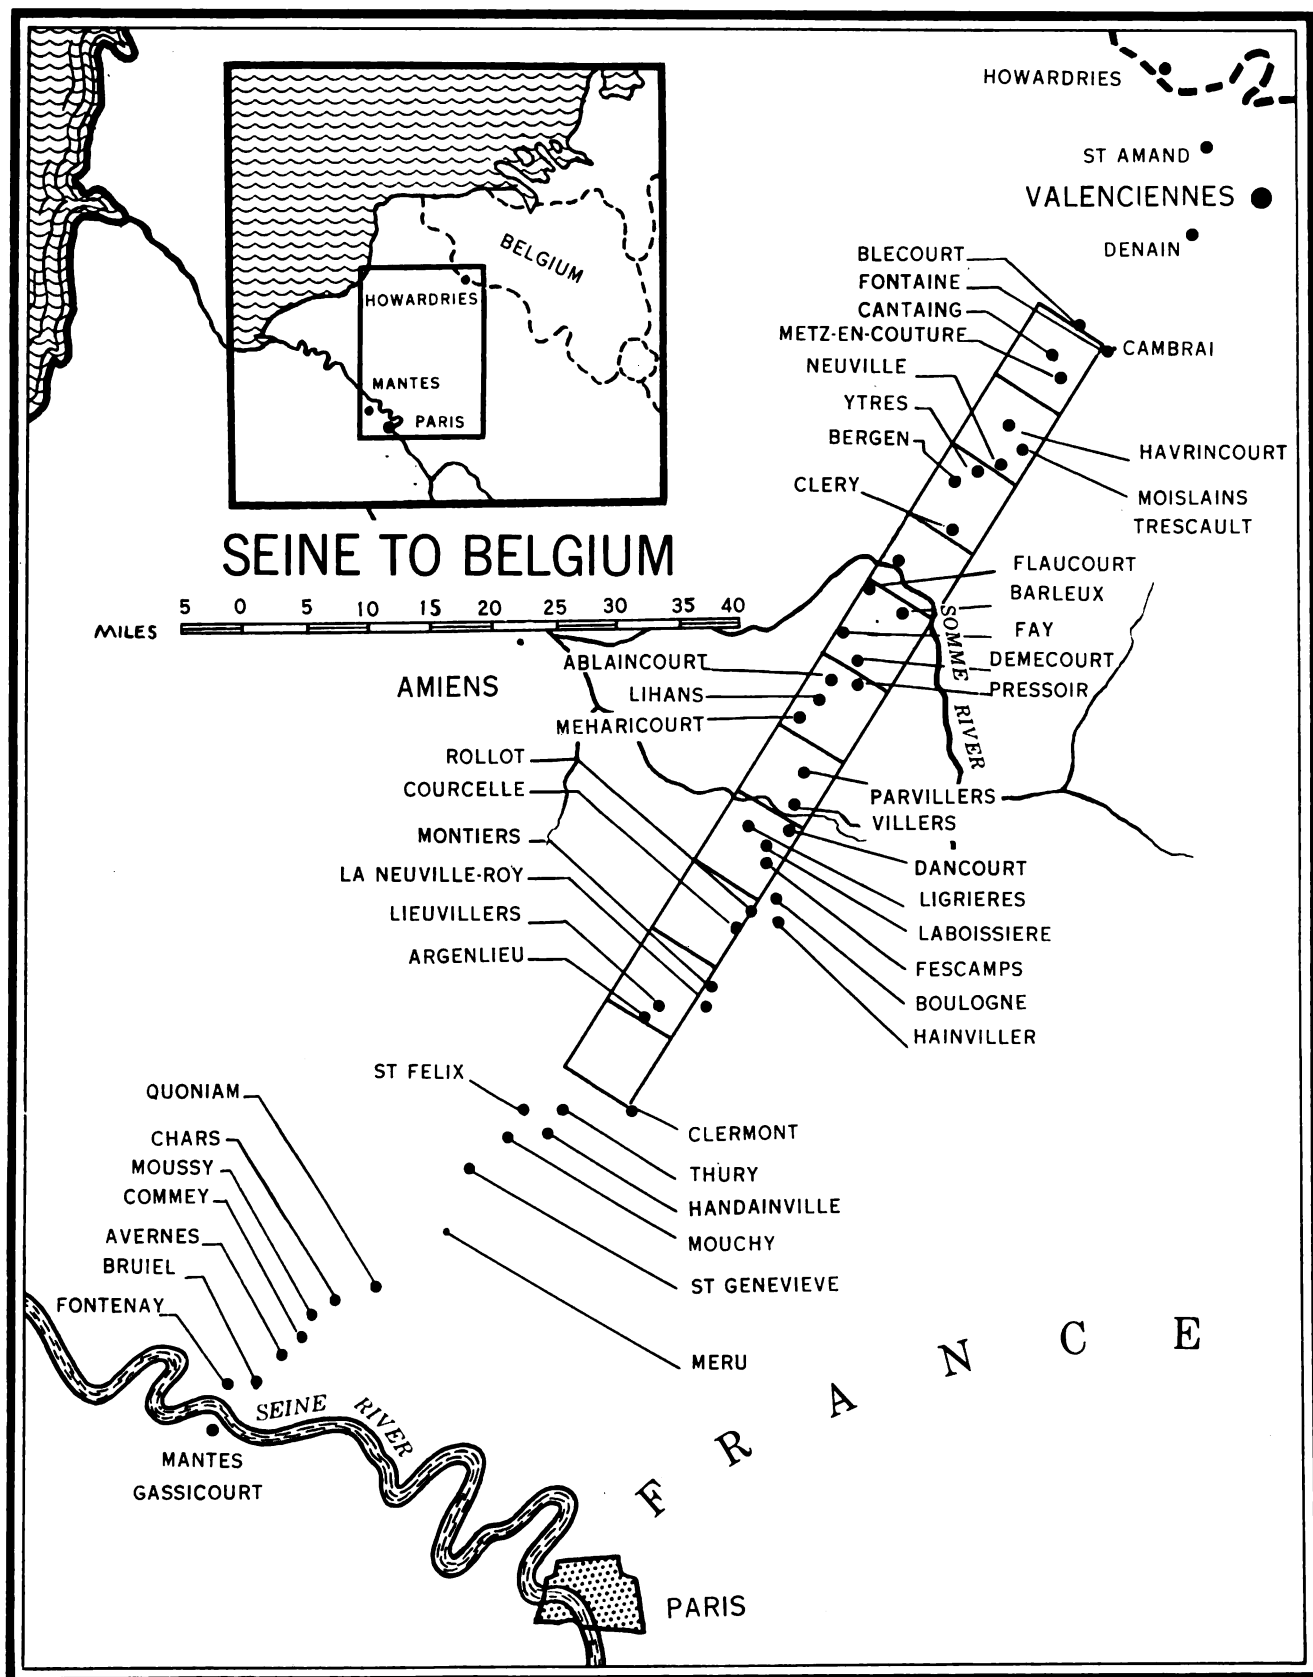 HOWARDRIES
ST AMAND
VALENCIENNES
DENAIN
BELGIUM
HOWARDRIES
MANTES
PARIS
SEINE TO BELGIUM
5 0 5 10 15 20 25 30 35 40
MILES
BLECOURT
FONTAINE
CANTAING
METZ-EN-COUTURE
NEUVILLE
YTRES
BERGEN
CLERY
CAMBRAI
HAVRINCOURT
MOISLAINS
TRESCAULT
FLAUCOURT
BARLEUX
FAY
DEMECOURT
PRESSOIR
SOMME RIVER
AMIENS
ABLAINCOURT
LIHANS
MEHARICOURT
ROLLOT
COURCELLE
MONTIERS
LA NEUVILLE-ROY
LIEUVILLERS
ARGENLIEU
PARVILLERS
VILLERS
DANCOURT
LIGRIERES
LABOISSIERE
FESCAMPS
BOULOGNE
HAINVILLER
ST FELIX
QUONIAM
CHARS
MOUSSY
COMMEY
AVERNES
BRUIEL
FONTENAY
CLERMONT
THURY
HANDAINVILLE
MOUCHY
ST GENEVIEVE
MERU
FRANCE
SEINE RIVER
MANTES
GASSICOURT
PARIS